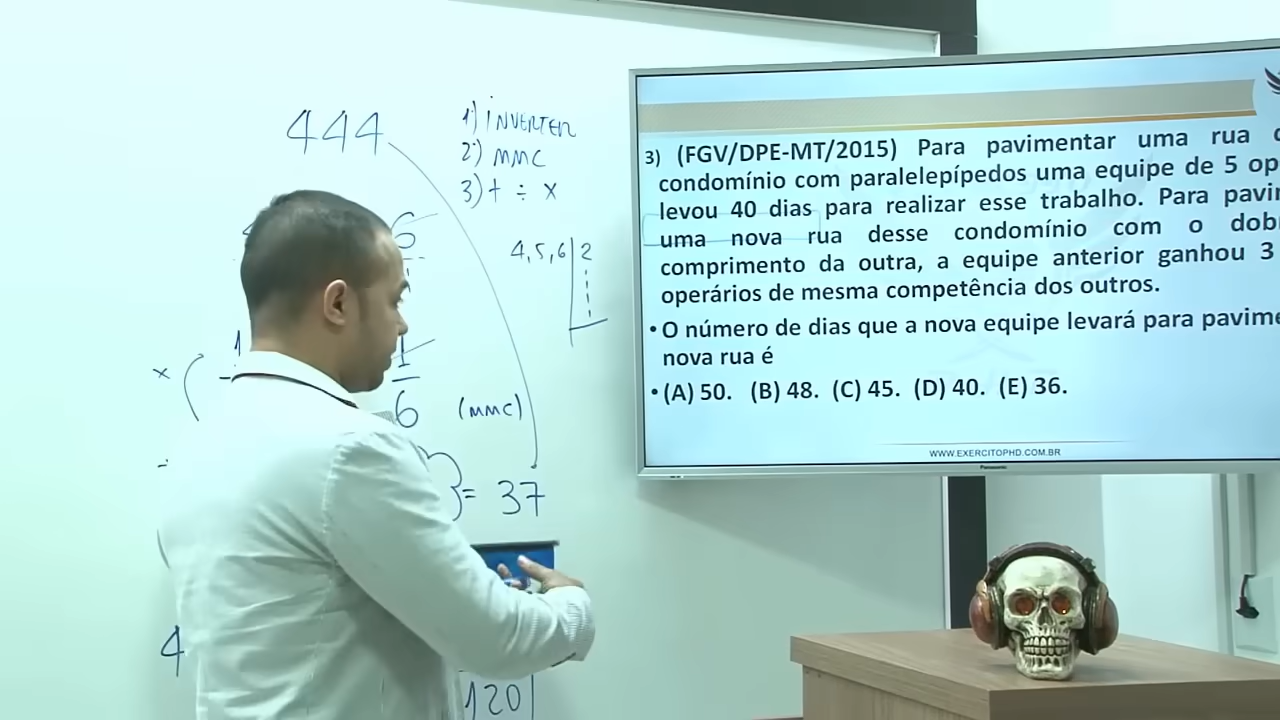 444
1) INVERTER
2) MMC
3) + ÷ x
6
4,5,6 2
1
x
6 (MMC)
= 37
4
120
3) (FGV/DPE-MT/2015) Para pavimentar uma rua
condomínio com paralelepípedos uma equipe de 5
levou 40 dias para realizar esse trabalho. Para
uma nova rua desse condomínio com o
comprimento da outra, a equipe anterior ganhou 3
operários de mesma competência dos outros.
• O número de dias que a nova equipe levará para
nova rua é
• (A) 50. (B) 48. (C) 45. (D) 40. (E) 36.
WWW.EXERCITOPHD.COM.BR
Panasonic